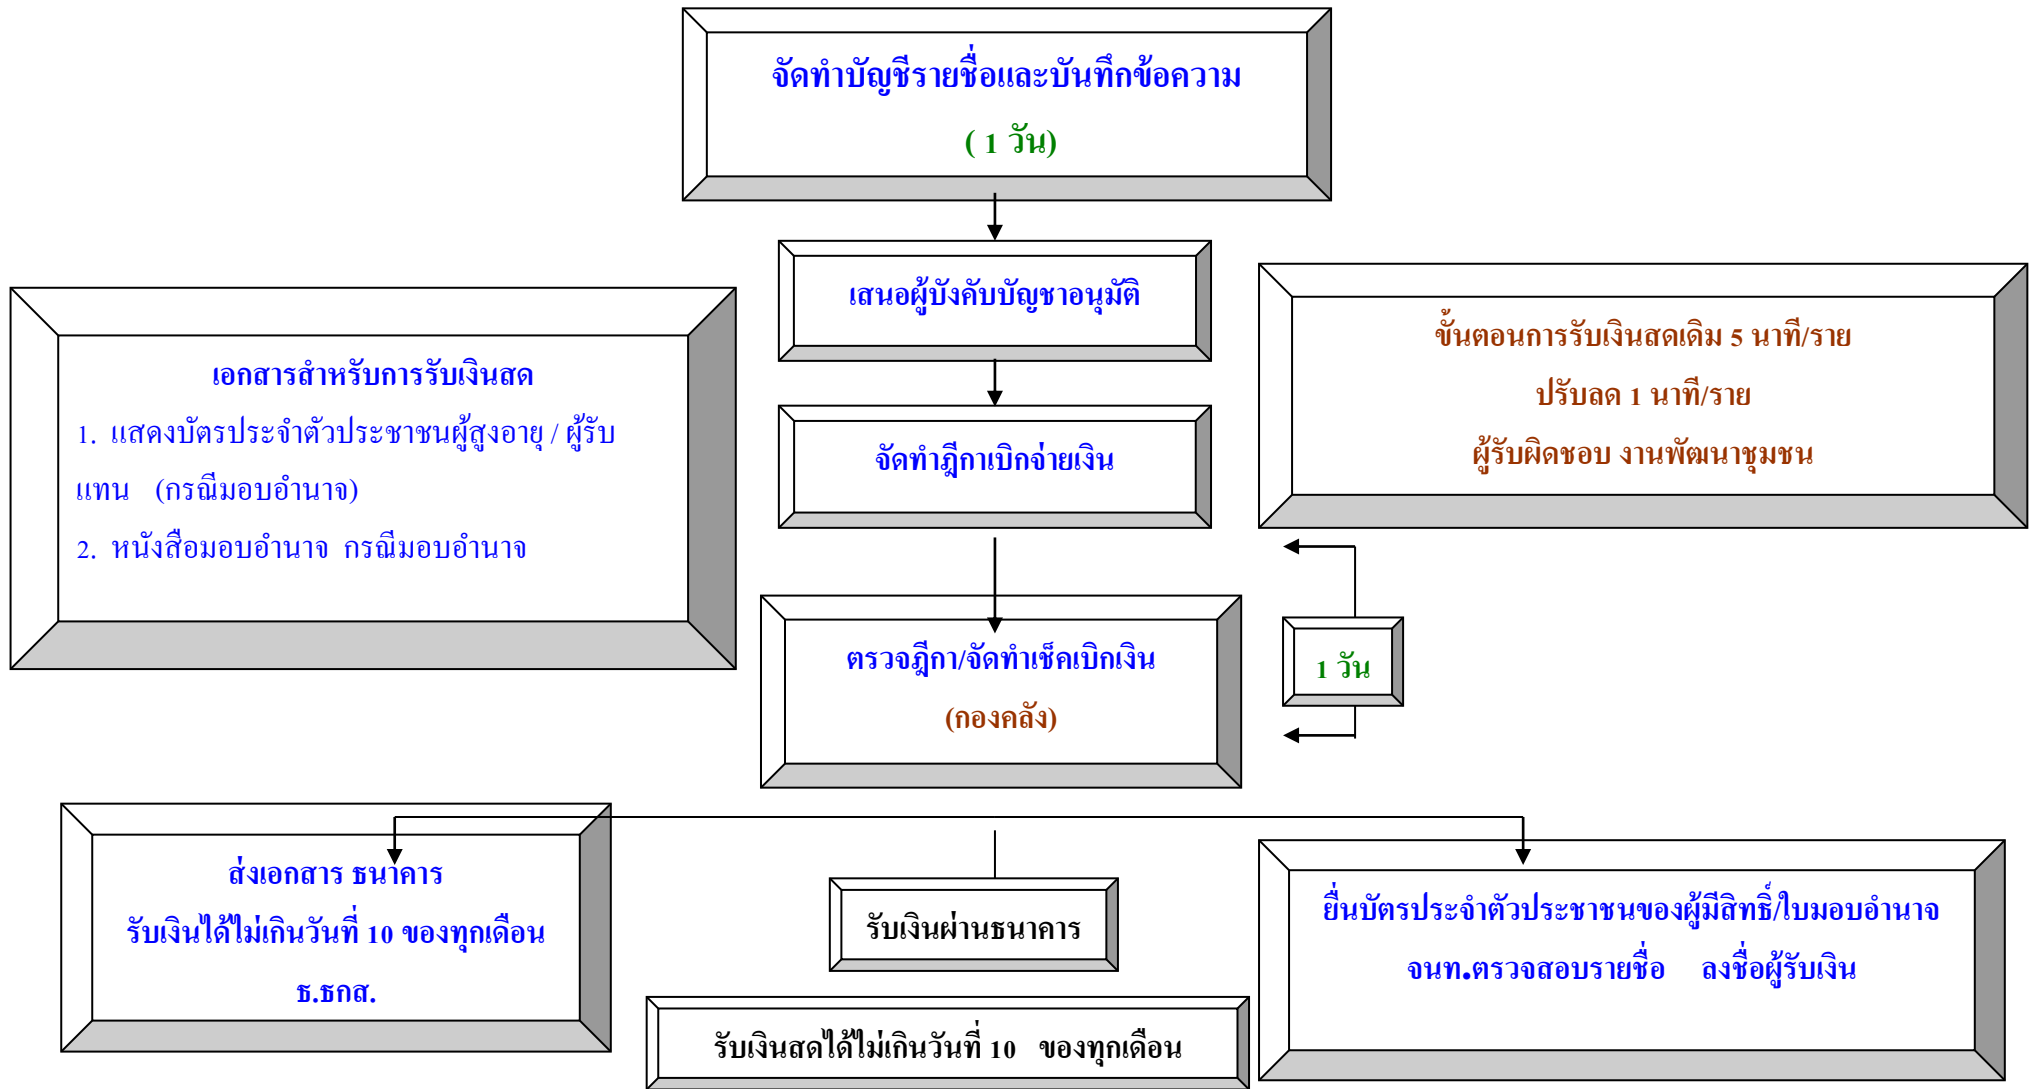 จัดทำบัญชีรายชื่อและบันทึกข้อความ
( 1 วัน)
เสนอผู้บังคับบัญชาอนุมัติ
เอกสารสำหรับการรับเงินสด
1. แสดงบัตรประจำตัวประชาชนผู้สูงอายุ / ผู้รับ
แทน (กรณีมอบอำนาจ)
2. หนังสือมอบอำนาจ กรณีมอบอำนาจ
จัดทำฎีกาเบิกจ่ายเงิน
ขั้นตอนการรับเงินสดเดิม 5 นาที/ราย
ปรับลด 1 นาที/ราย
ผู้รับผิดชอบ งานพัฒนาชุมชน
ตรวจฎีกา/จัดทำเช็คเบิกเงิน
(กองคลัง)
1 วัน
ส่งเอกสาร ธนาคาร
รับเงินได้ไม่เกินวันที่ 10 ของทุกเดือน
ธ.ธกส.
รับเงินผ่านธนาคาร
รับเงินสดได้ไม่เกินวันที่ 10 ของทุกเดือน
ยื่นบัตรประจำตัวประชาชนของผู้มีสิทธิ์/ใบมอบอำนาจ
จนท.ตรวจสอบรายชื่อ ลงชื่อผู้รับเงิน